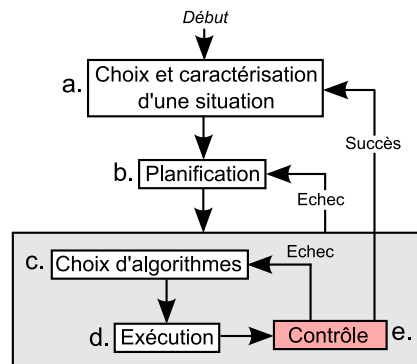 Début
a. Choix et caractérisation
d'une situation
Succès
b. Planification
Echec
c. Choix d'algorithmes
Echec
d. Exécution
Contrôle e.